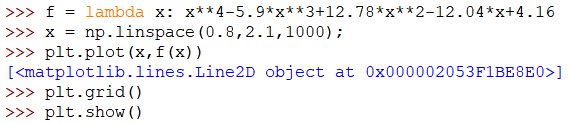 >>> f = lambda x: x**4-5.9*x**3+12.78*x**2-12.04*x+4.16
>>> x = np.linspace(0.8,2.1,1000);
>>> plt.plot(x,f(x))
[<matplotlib.lines.Line2D object at 0x000002053F1BE8E0>]
>>> plt.grid()
>>> plt.show()